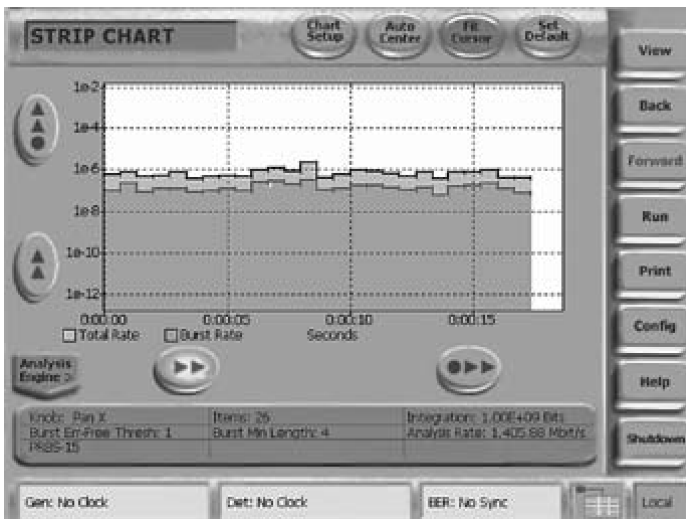 STRIP CHART
Chart Setup
Auto Center
Fit Cursor
Set Default
View
Back
Forward
Run
Print
Config
Help
Shutdown
1e-2
1e-4
1e-6
1e-8
1e-10
1e-12
0:00:00
0:00:05
0:00:10
0:00:15
Total Rate
Burst Rate
Seconds
Analysis Engine >
Knob: Pan X
Items: 26
Integration: 1.00E+09 Bits
Burst Err-Free Thresh: 1
Burst Min Length: 4
Analysis Rate: 1,405.88 Mbit/s
PRBS-15
Gen: No Clock
Det: No Clock
BER: No Sync
Local